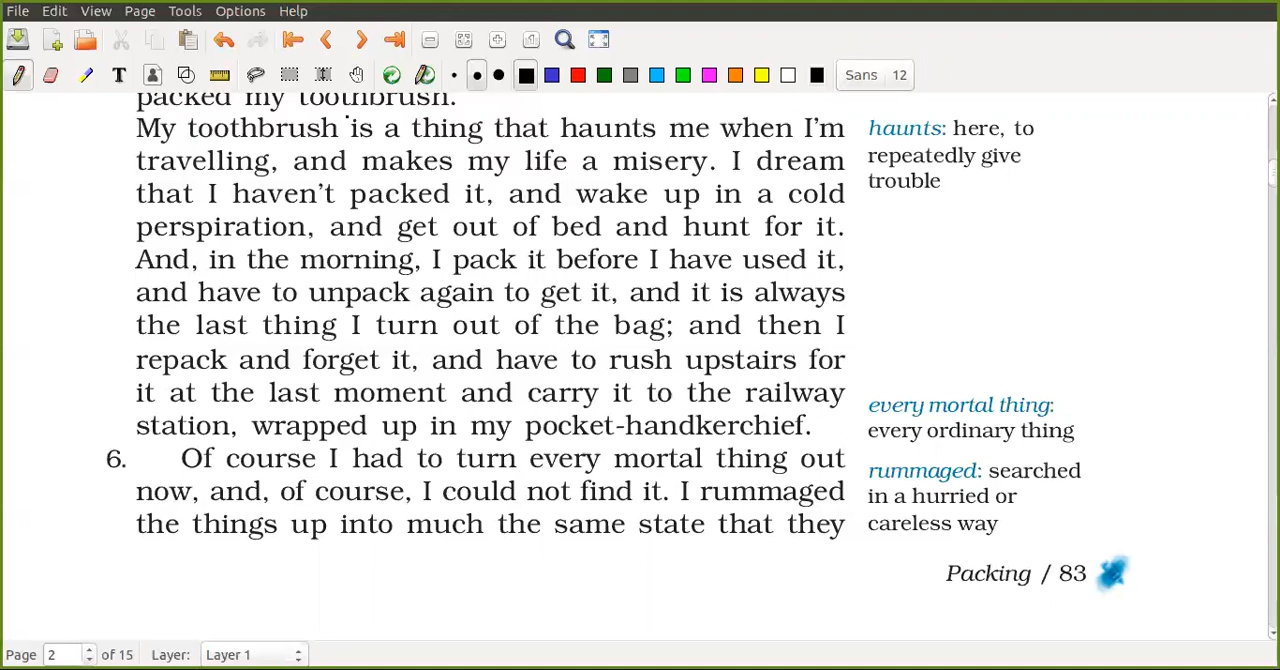 File Edit View Page Tools Options Help
Sans 12
packed my toothbrush.
My toothbrush is a thing that haunts me when I'm
travelling, and makes my life a misery. I dream
that I haven't packed it, and wake up in a cold
perspiration, and get out of bed and hunt for it.
And, in the morning, I pack it before I have used it,
and have to unpack again to get it, and it is always
the last thing I turn out of the bag; and then I
repack and forget it, and have to rush upstairs for
it at the last moment and carry it to the railway
station, wrapped up in my pocket-handkerchief.
6. Of course I had to turn every mortal thing out
now, and, of course, I could not find it. I rummaged
the things up into much the same state that they
haunts: here, to
repeatedly give
trouble
every mortal thing:
every ordinary thing
rummaged: searched
in a hurried or
careless way
Packing / 83
Page 2 of 15 Layer: Layer 1